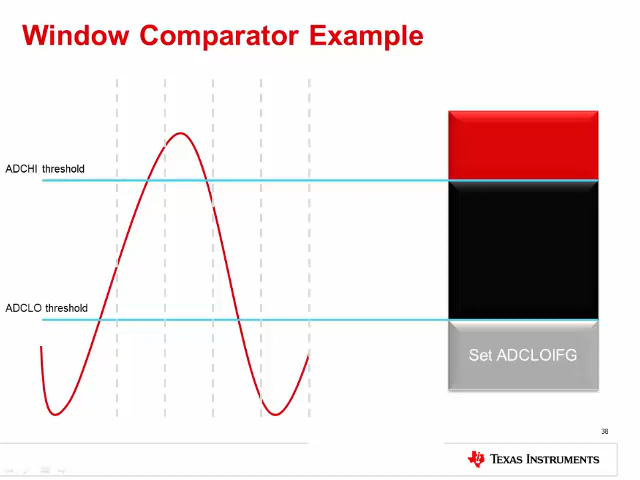 Window Comparator Example
ADCHI threshold
ADCLO threshold
Set ADCLOIFG
38
TEXAS INSTRUMENTS